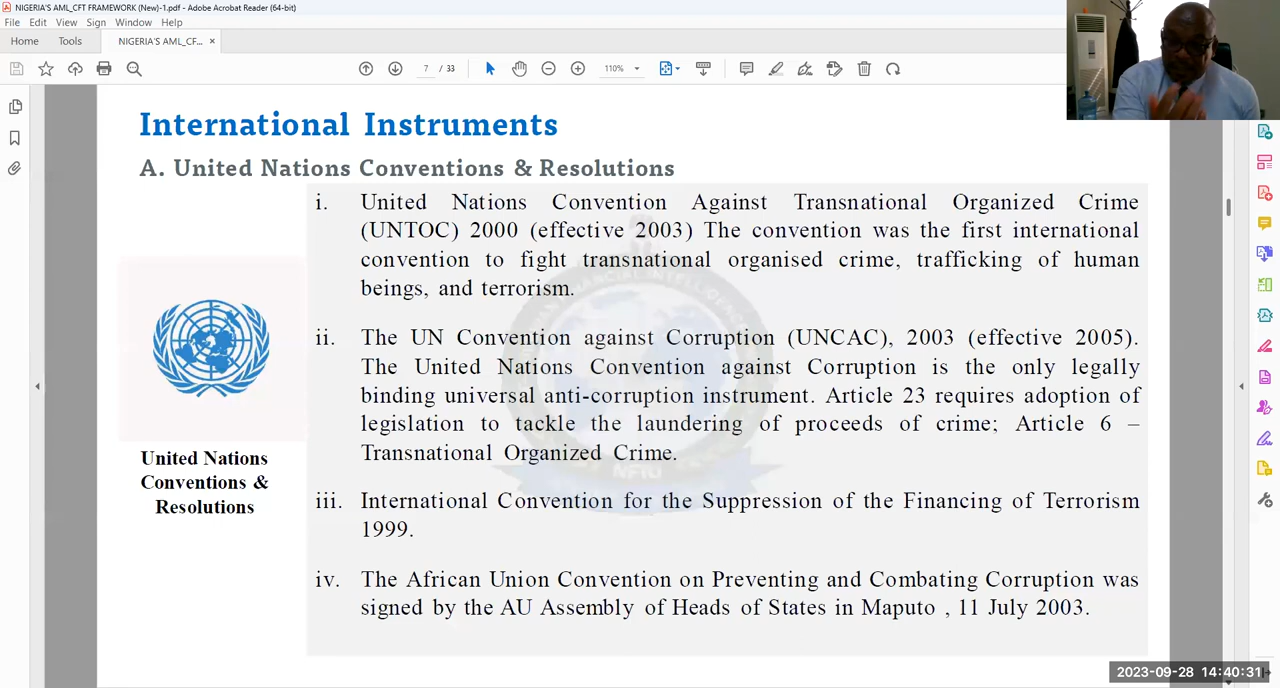 NIGERIA'S AML_CFT FRAMEWORK (New)-1.pdf - Adobe Acrobat Reader (64-bit)
File Edit View Sign Window Help
Home Tools NIGERIA'S AML_CF... ×
7 / 33 110%
International Instruments
A. United Nations Conventions & Resolutions
i. United Nations Convention Against Transnational Organized Crime
(UNTOC) 2000 (effective 2003) The convention was the first international
convention to fight transnational organised crime, trafficking of human
beings, and terrorism.
ii. The UN Convention against Corruption (UNCAC), 2003 (effective 2005).
The United Nations Convention against Corruption is the only legally
binding universal anti-corruption instrument. Article 23 requires adoption of
legislation to tackle the laundering of proceeds of crime; Article 6 –
Transnational Organized Crime.
United Nations
Conventions &
Resolutions
iii. International Convention for the Suppression of the Financing of Terrorism
1999.
iv. The African Union Convention on Preventing and Combating Corruption was
signed by the AU Assembly of Heads of States in Maputo , 11 July 2003.
2023-09-28 14:40:31